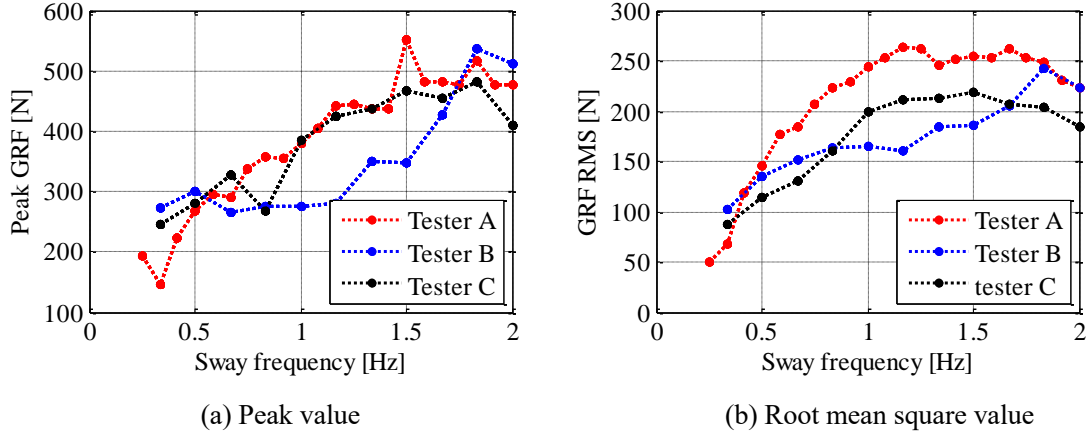 600
500
400
300
200
100
0
0.5
1
1.5
2
Peak GRF [N]
Sway frequency [Hz]
Tester A
Tester B
Tester C
(a) Peak value
300
250
200
150
100
50
0
0
0.5
1
1.5
2
GRF RMS [N]
Sway frequency [Hz]
Tester A
Tester B
tester C
(b) Root mean square value